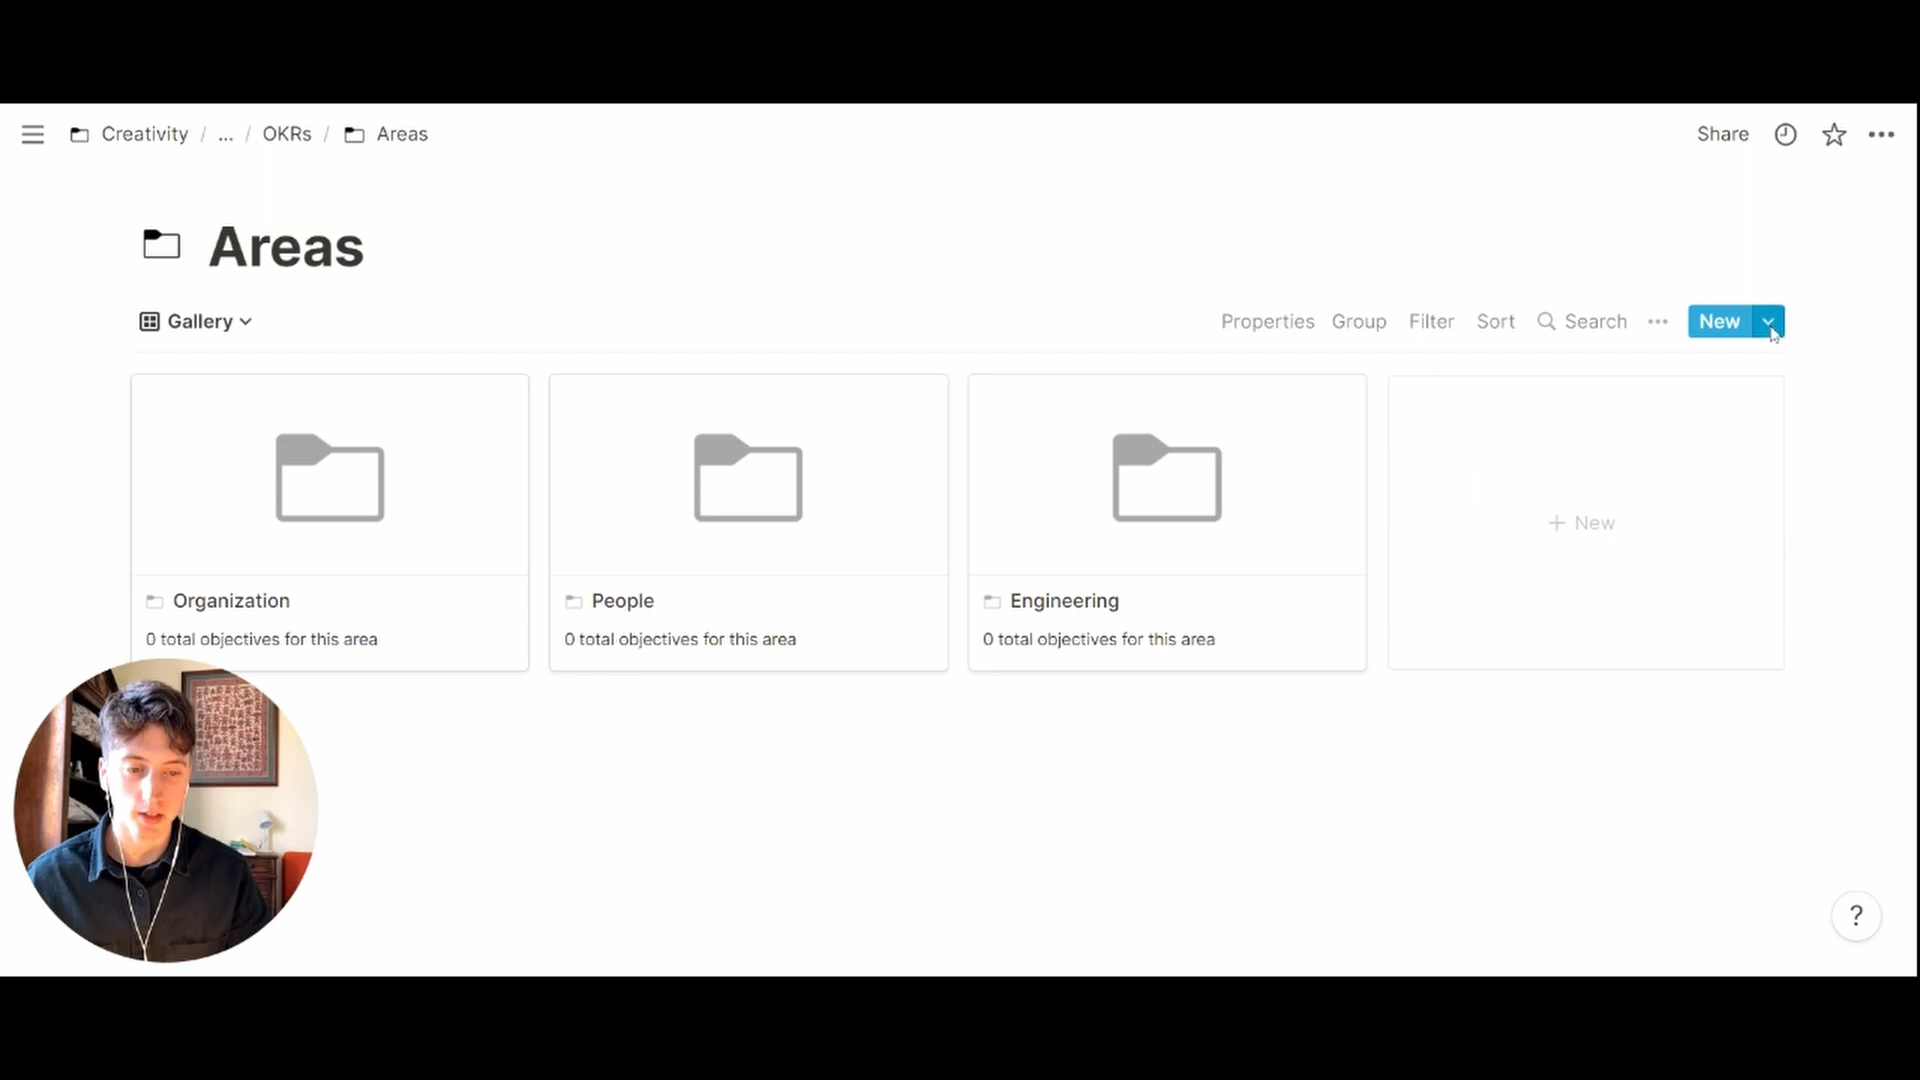 Creativity / ... / OKRs / Areas
Share
Areas
Gallery
Properties Group Filter Sort Search New
+ New
Organization
0 total objectives for this area
People
0 total objectives for this area
Engineering
0 total objectives for this area
?